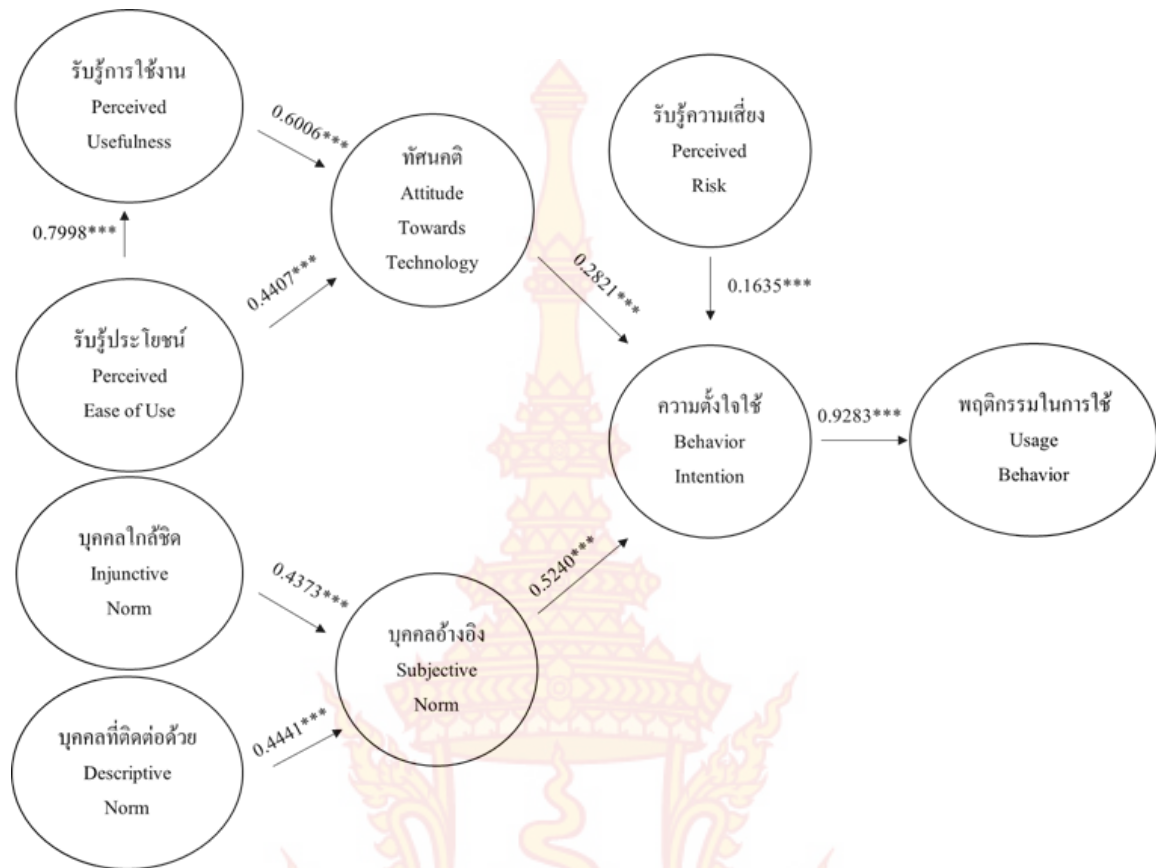 รับรู้การใช้งาน
Perceived
Usefulness
0.6006***
ทัศนคติ
Attitude
Towards
Technology
รับรู้ความเสี่ยง
Perceived
Risk
0.7998***
0.4407***
0.2821***
0.1635***
รับรู้ประโยชน์
Perceived
Ease of Use
ความตั้งใจใช้
Behavior
Intention
0.9283***
พฤติกรรมในการใช้
Usage
Behavior
บุคคลใกล้ชิด
Injunctive
Norm
0.4373***
0.5240***
บุคคลอ้างอิง
Subjective
Norm
บุคคลที่ติดต่อด้วย
Descriptive
Norm
0.4441***